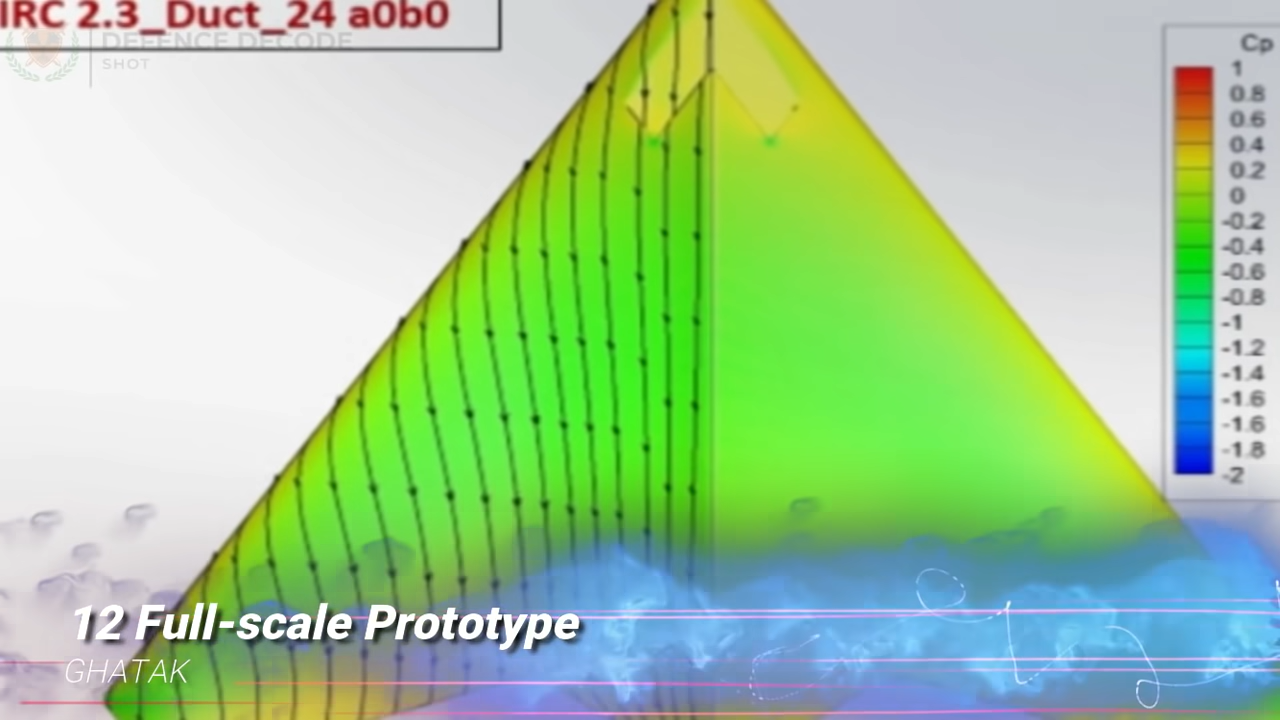 IRC 2.3_Duct_24 a0b0
DEFENCE DECODE
SHOT
Cp
1
0.8
0.6
0.4
0.2
0
-0.2
-0.4
-0.6
-0.8
-1
-1.2
-1.4
-1.6
-1.6
-1.8
-2
12 Full-scale Prototype
GHATAK